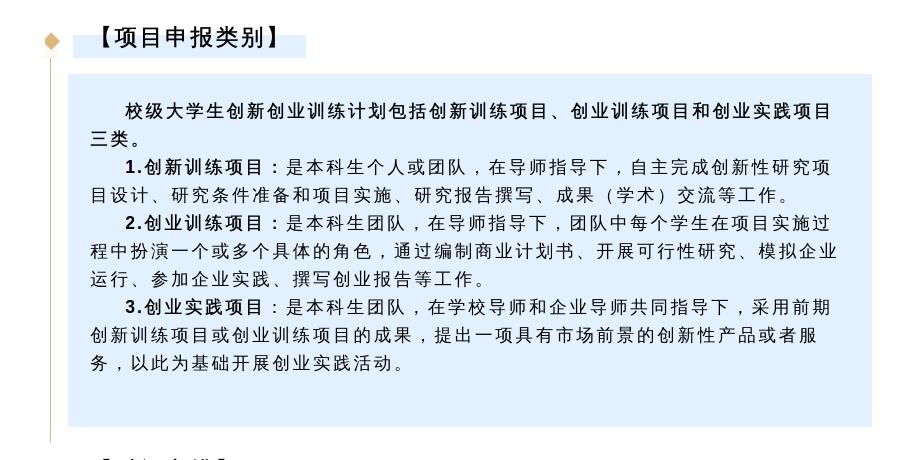 【项目申报类别】
校级大学生创新创业训练计划包括创新训练项目、创业训练项目和创业实践项目
三类。
1.创新训练项目：是本科生个人或团队，在导师指导下，自主完成创新性研究项
目设计、研究条件准备和项目实施、研究报告撰写、成果（学术）交流等工作。
2.创业训练项目：是本科生团队，在导师指导下，团队中每个学生在项目实施过
程中扮演一个或多个具体的角色，通过编制商业计划书、开展可行性研究、模拟企业
运行、参加企业实践、撰写创业报告等工作。
3.创业实践项目：是本科生团队，在学校导师和企业导师共同指导下，采用前期
创新训练项目或创业训练项目的成果，提出一项具有市场前景的创新性产品或者服
务，以此为基础开展创业实践活动。